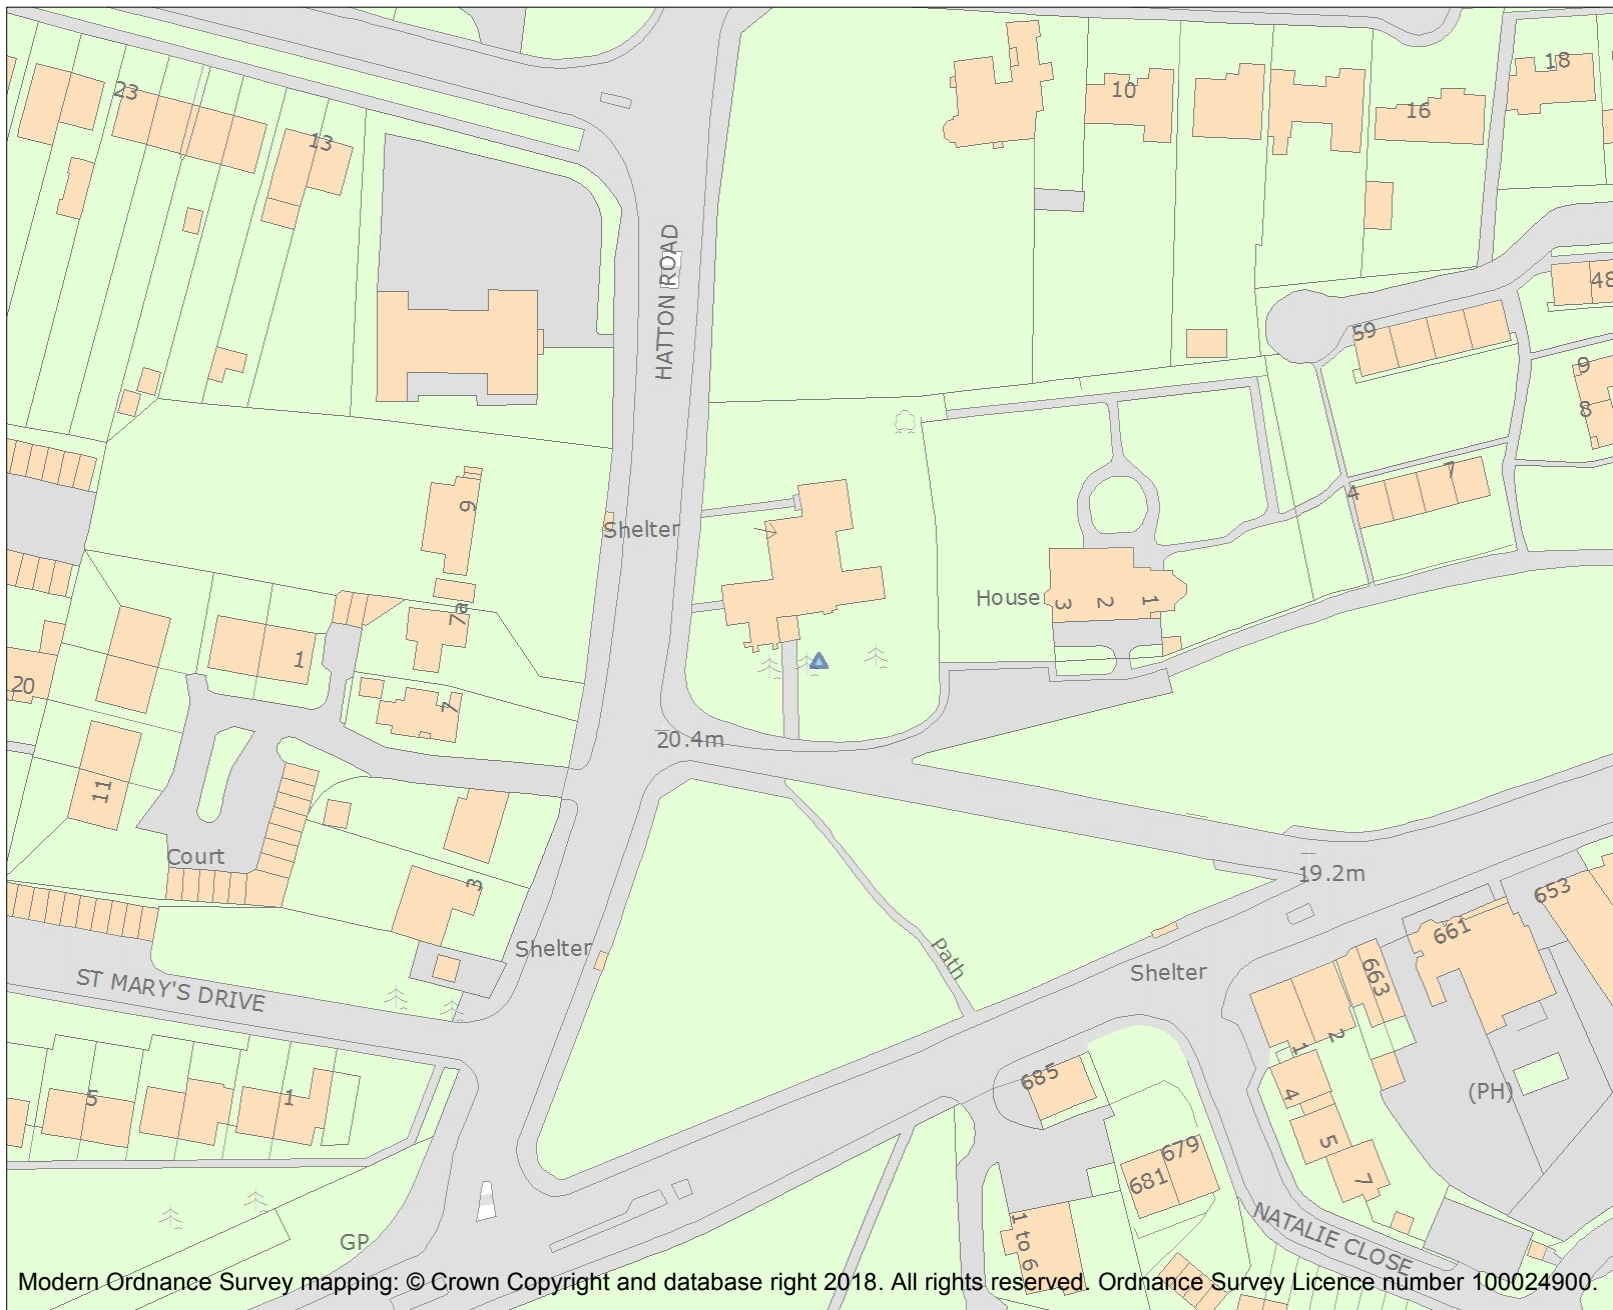 23
13
10
16
18
HATTON ROAD
59
48
9
8
7
4
9
Shelter
House
3
2
1
7a
1
20
7
20.4m
11
Court
3
19.2m
653
661
663
Path
Shelter
Shelter
ST MARY'S DRIVE
2
1
685
4
(PH)
5
1
5
679
681
7
NATALIE CLOSE
1 to 6
GP
Modern Ordnance Survey mapping: © Crown Copyright and database right 2018. All rights reserved. Ordnance Survey Licence number 100024900.